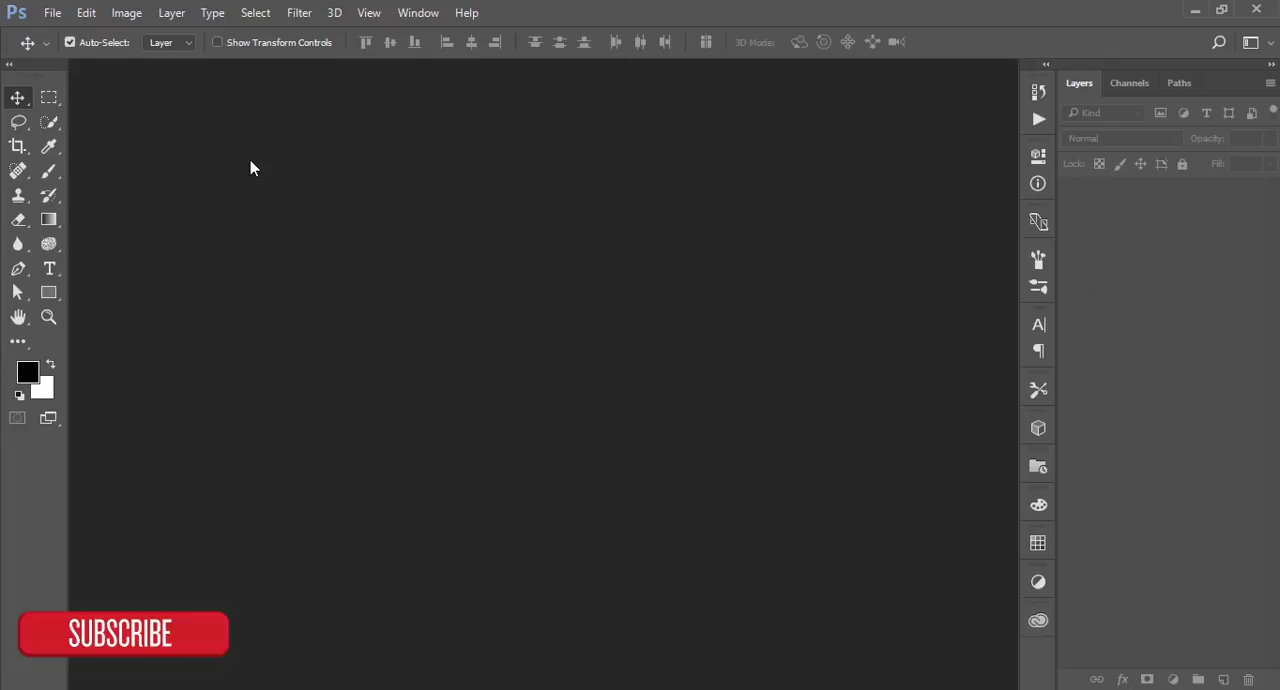 Ps File Edit Image Layer Type Select Filter 3D View Window Help
Auto-Select: Layer Show Transform Controls 3D Mode:
Layers Channels Paths
Kind
Normal Opacity:
Lock: Fill:
SUBSCRIBE